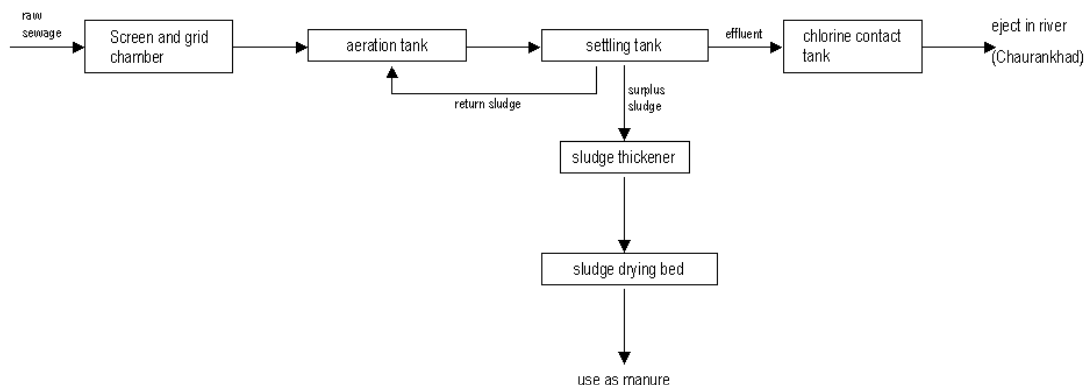 raw
sewage
Screen and grid
chamber
aeration tank
settling tank
effluent
chlorine contact
tank
eject in river
(Chaurankhad)
return sludge
surplus
sludge
sludge thickener
sludge drying bed
use as manure